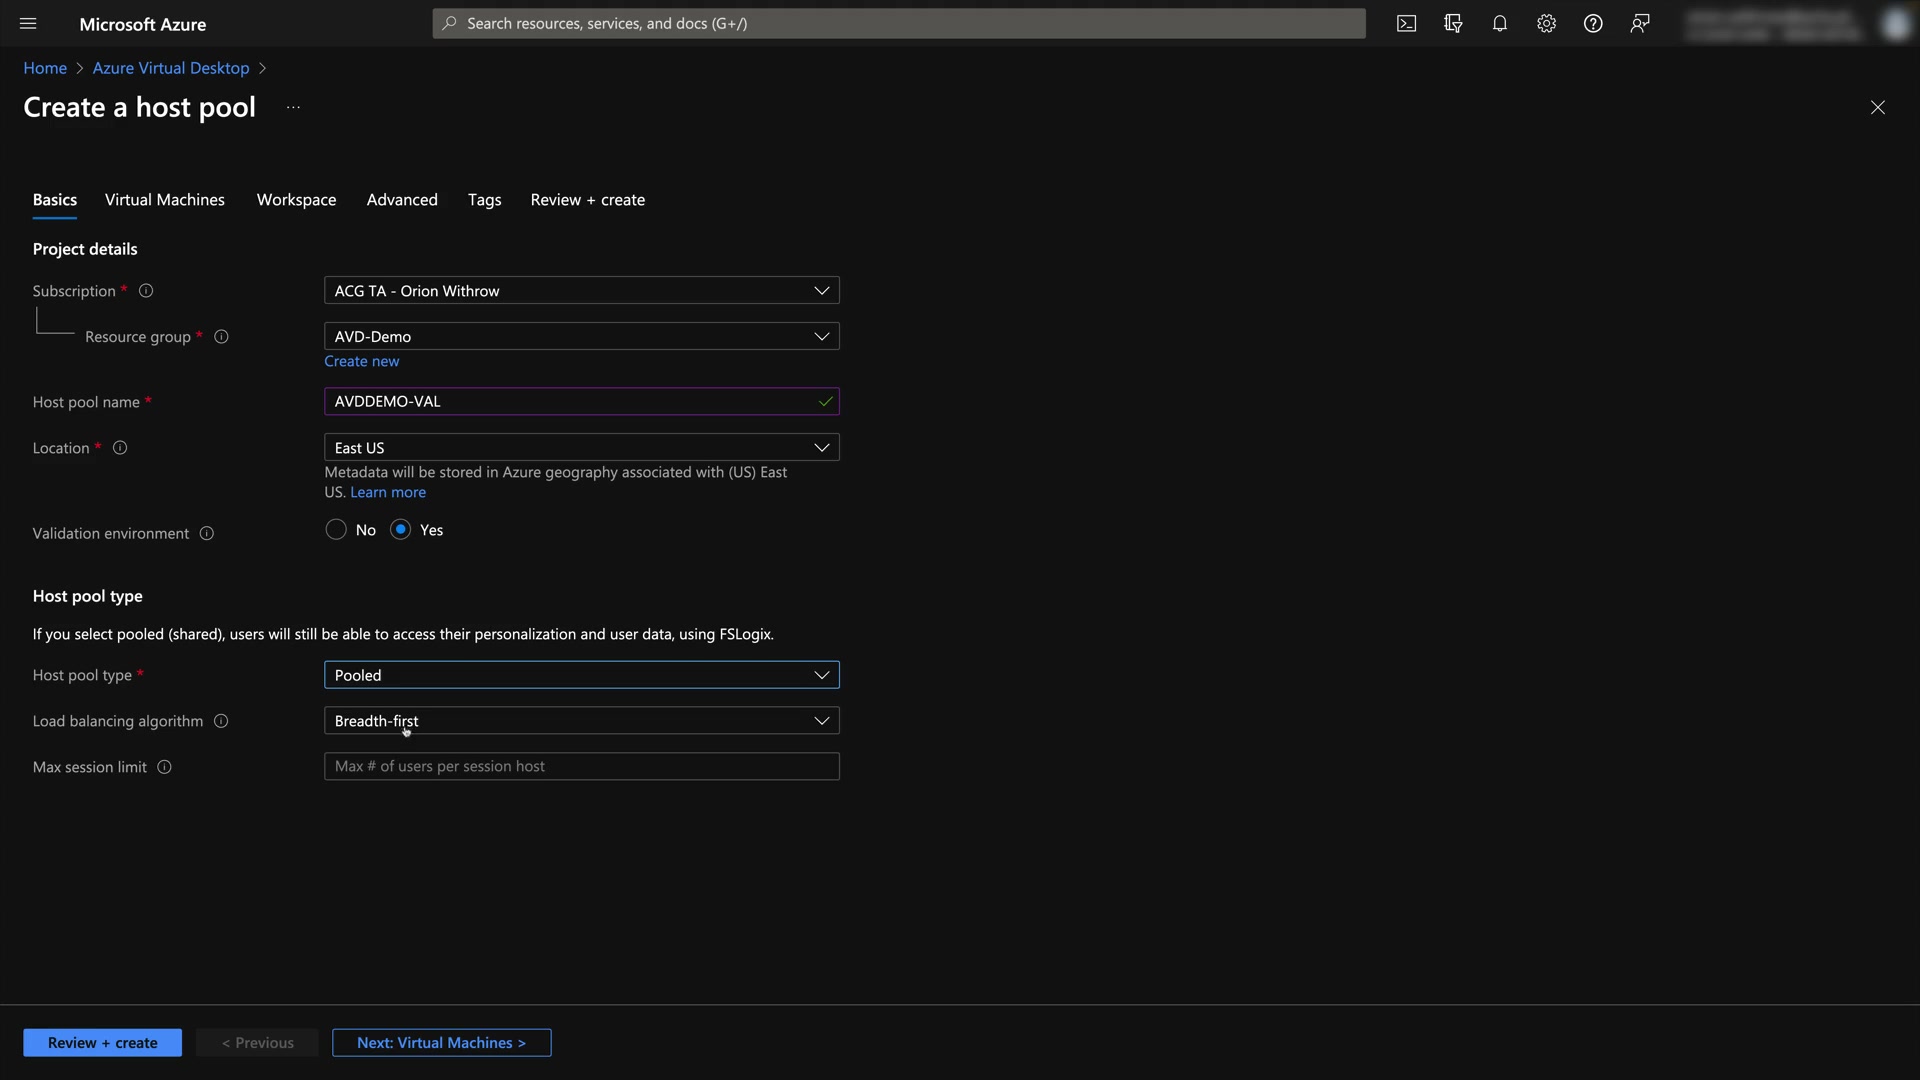 Microsoft Azure
Search resources, services, and docs (G+/)
Home > Azure Virtual Desktop >
Create a host pool ...
Basics Virtual Machines Workspace Advanced Tags Review + create
Project details
Subscription * ACG TA - Orion Withrow
Resource group * AVD-Demo
Create new
Host pool name * AVDDEMO-VAL
Location * East US
Metadata will be stored in Azure geography associated with (US) East
US. Learn more
Validation environment No Yes
Host pool type
If you select pooled (shared), users will still be able to access their personalization and user data, using FSLogix.
Host pool type * Pooled
Load balancing algorithm Breadth-first
Max session limit Max # of users per session host
Review + create < Previous Next: Virtual Machines >